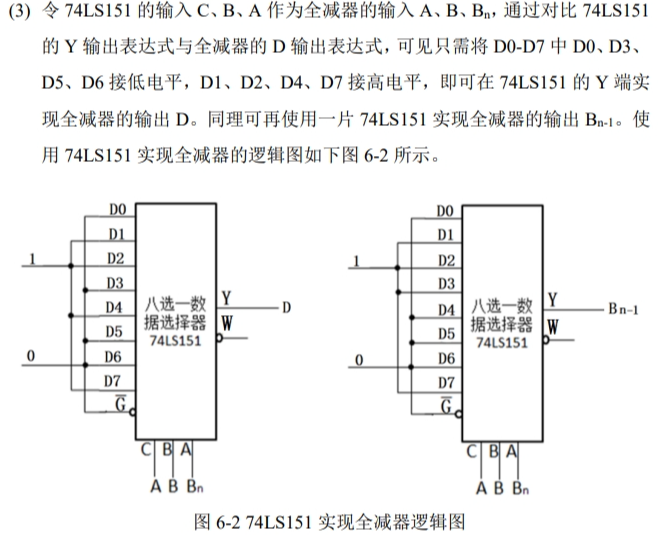 (3) 令 74LS151 的输入 C、B、A 作为全减器的输入 A、B、Bn，通过对比 74LS151
的 Y 输出表达式与全减器的 D 输出表达式，可见只需将 D0-D7 中 D0、D3、
D5、D6 接低电平，D1、D2、D4、D7 接高电平，即可在 74LS151 的 Y 端实
现全减器的输出 D。同理可再使用一片 74LS151 实现全减器的输出 Bn-1。使
用 74LS151 实现全减器的逻辑图如下图 6-2 所示。
D0
D1
1
D2
D3
D4
D5
0
D6
D7
G̅
八选一数
据选择器
74LS151
Y
W
D
C B A
A B Bn
D0
D1
1
D2
D3
D4
D5
0
D6
D7
G̅
八选一数
据选择器
74LS151
Y
W
Bn-1
C B A
A B Bn
图 6-2 74LS151 实现全减器逻辑图